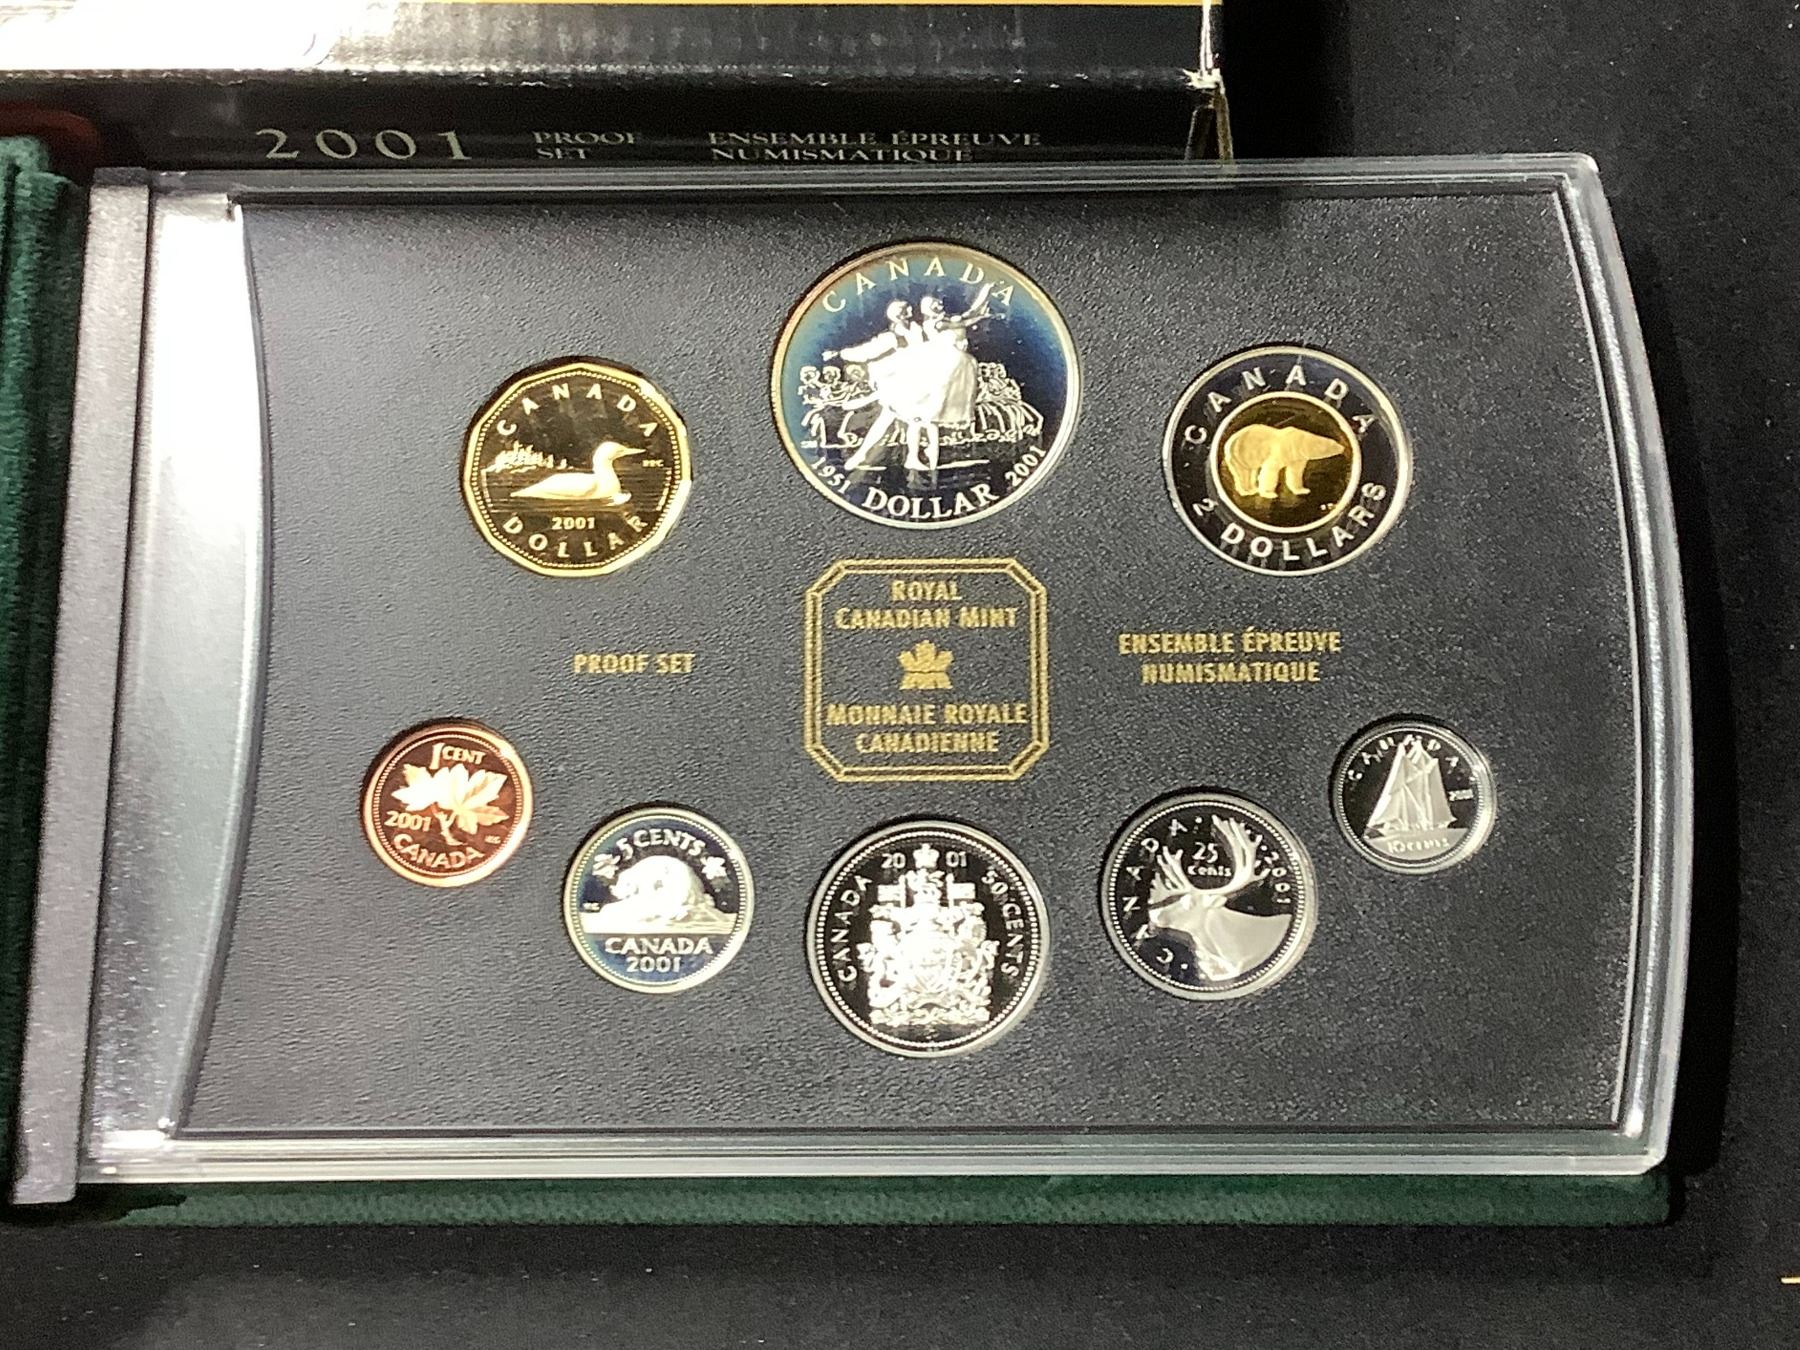 2001 PROOF ENSEMBLE ÉPREUVE
SET NUMISMATIQUE
CANADA
1951 DOLLAR 2001
CANADA
2001
DOLLAR
CANADA
2 DOLLARS
ROYAL
CANADIAN MINT
MONNAIE ROYALE
CANADIENNE
PROOF SET
ENSEMBLE ÉPREUVE
NUMISMATIQUE
1 CENT
2001
CANADA
5 CENTS
CANADA
2001
20 01
CANADA 50 CENTS
CANADA 2001
25
cents
CANADA
10 CENTS